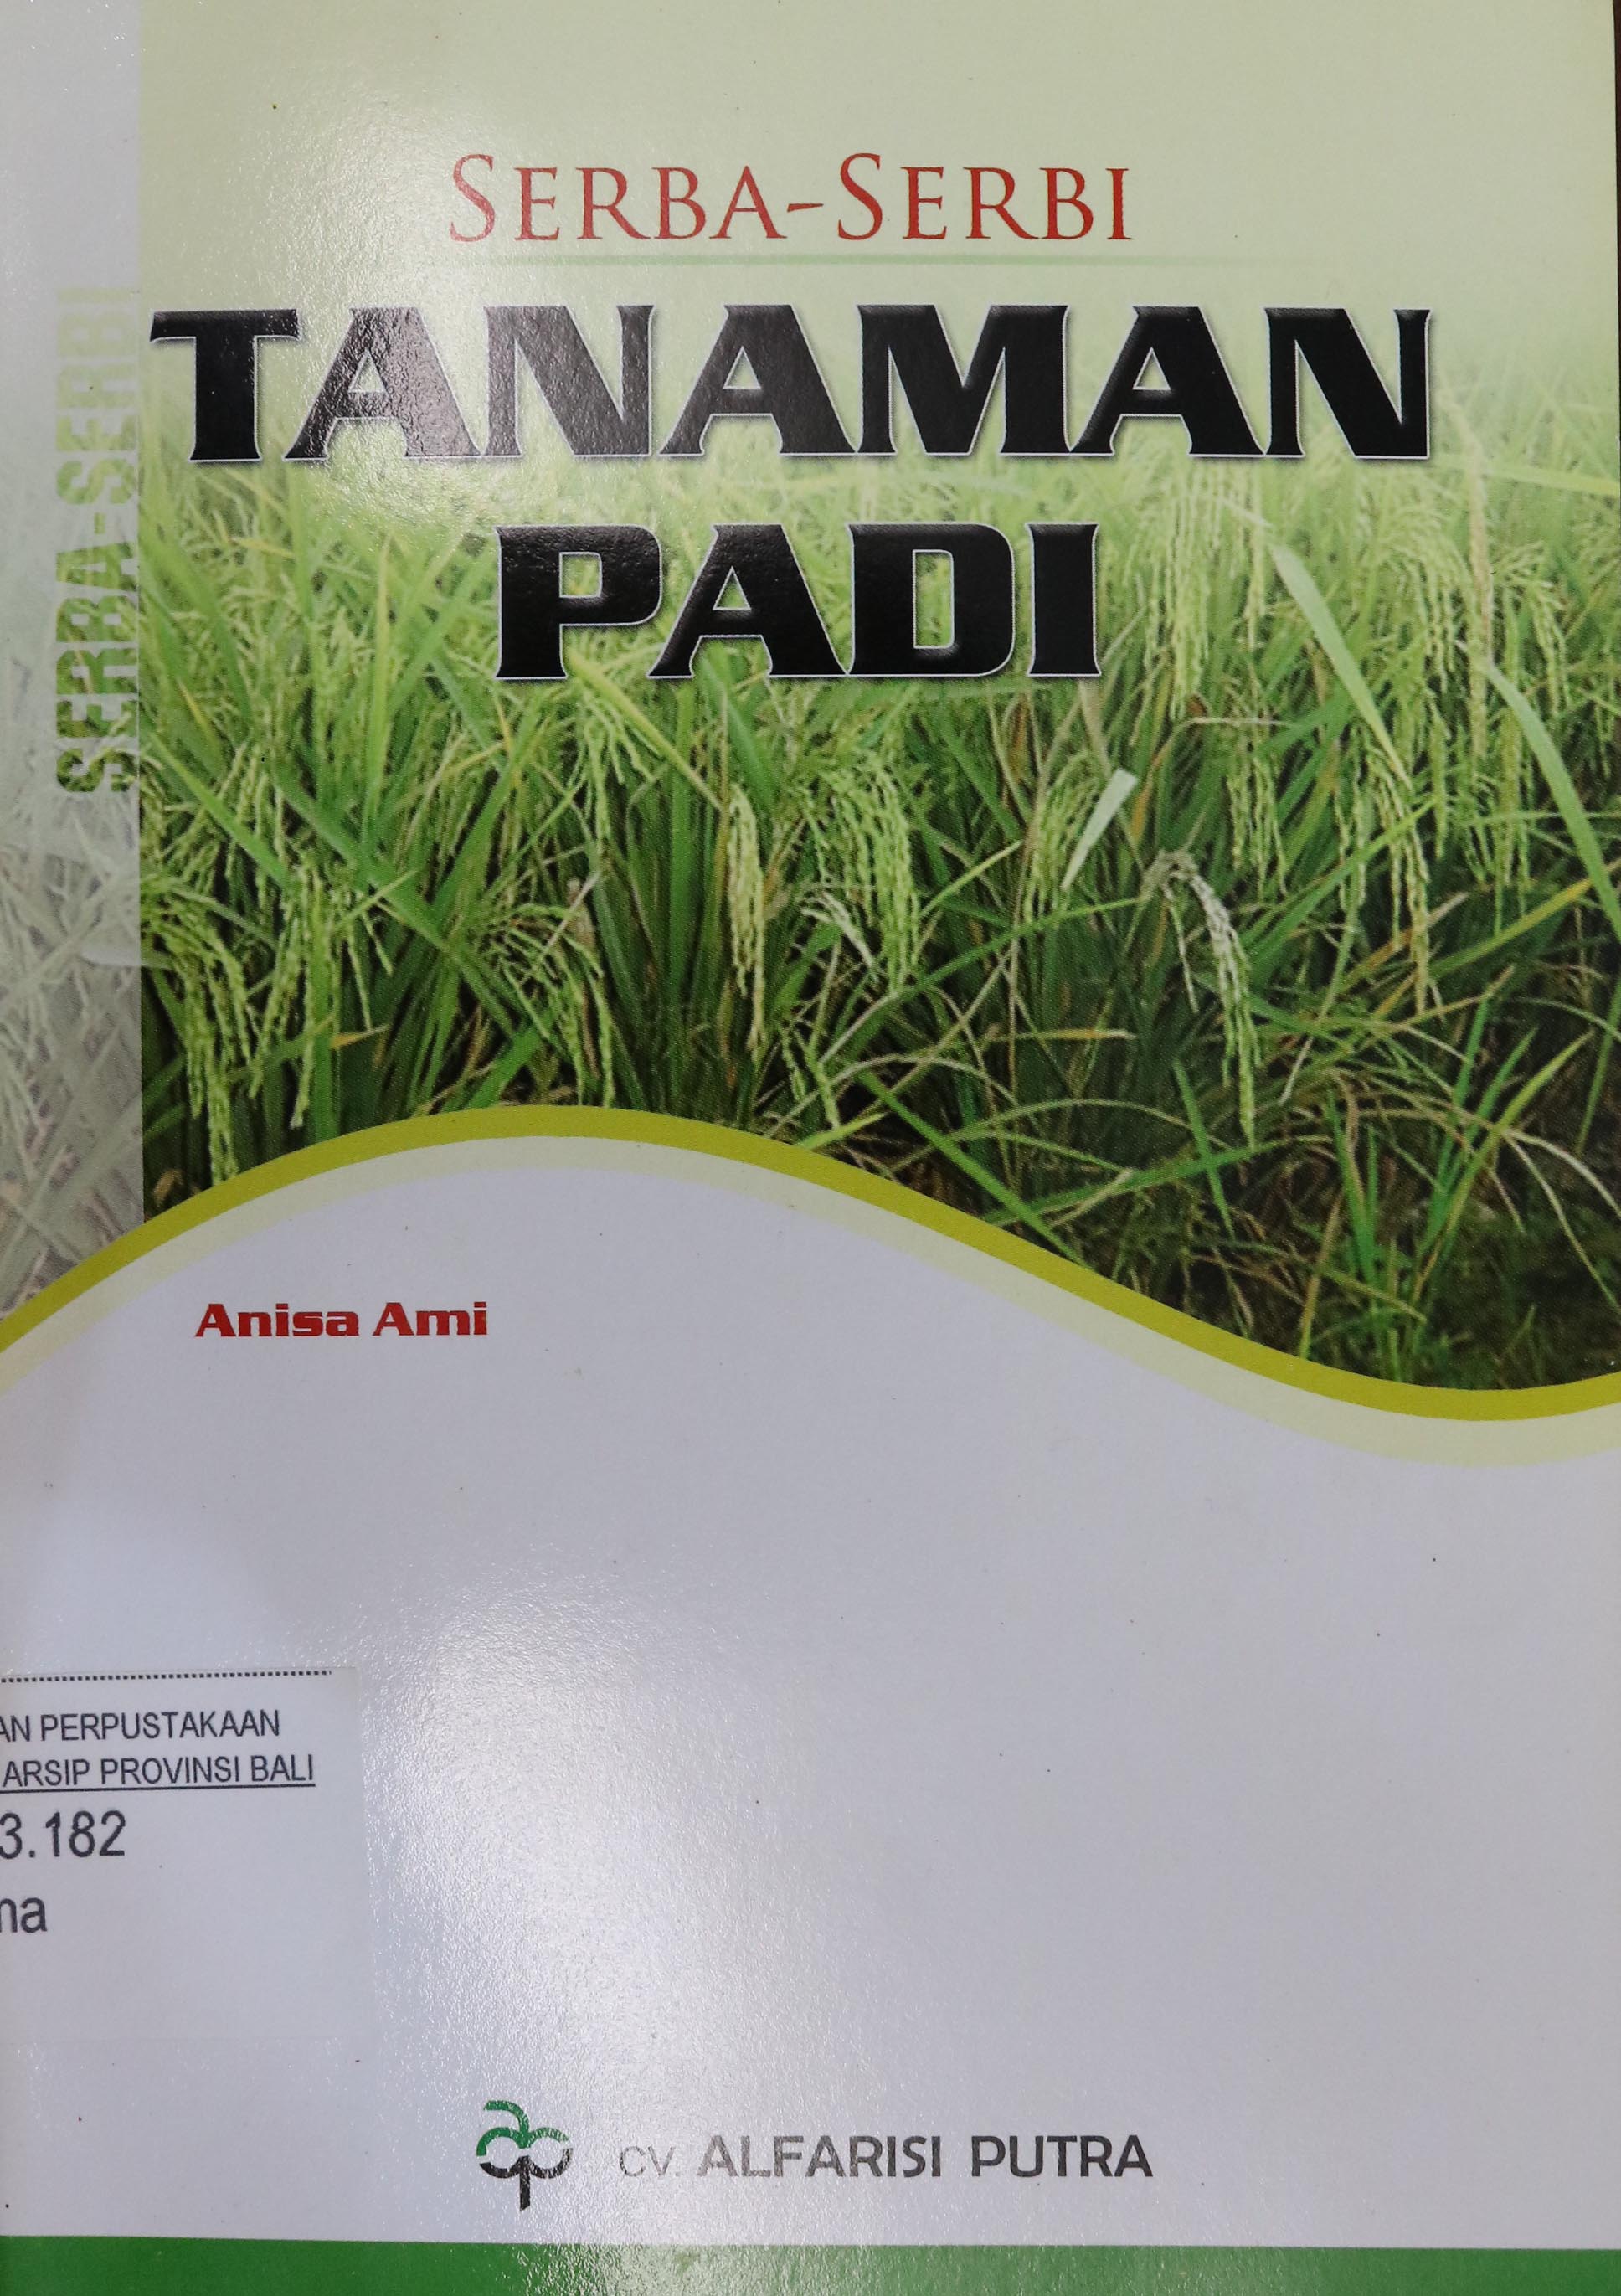 SERBA-SERBI
TANAMAN
PADI
SERBA-SERBI
Anisa Ami
AN PERPUSTAKAAN
ARSIP PROVINSI BALI
3.182
na
CV. ALFARISI PUTRA